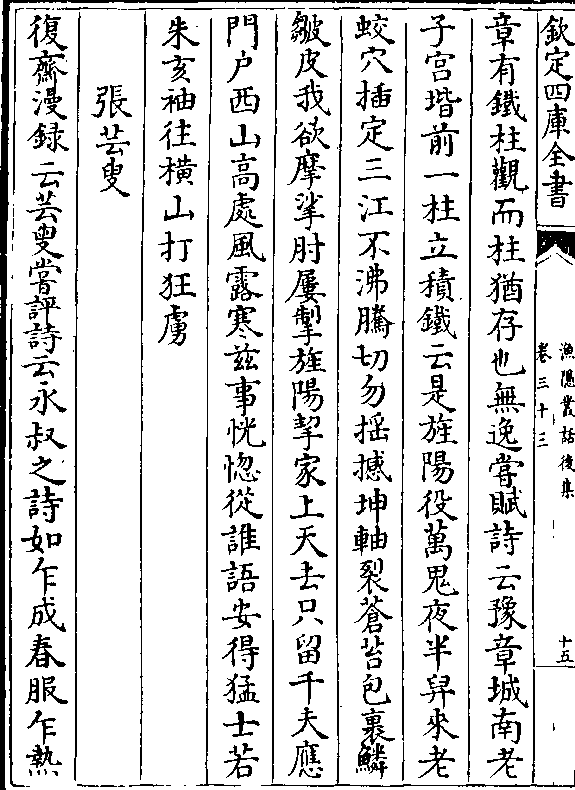 欽定四庫全書
漁隱叢話後集
卷三十三
十五
章有鐵柱觀而柱猶存也無逸嘗賦詩云豫章城南老
子宮堦前一柱立積鐵云是旌陽役萬鬼夜半舁來老
蛟穴插定三江不沸騰切勿摇撼坤軸裂蒼苔包裹鱗
皴皮我欲摩挲肘屢掣旌陽挈家上天去只留千夫應
門户西山高處風露寒兹事恍惚從誰語安得猛士若
朱亥袖往横山打狂虜
張芸叟
復齋漫録云芸叟嘗評詩云永叔之詩如乍成春服乍熱